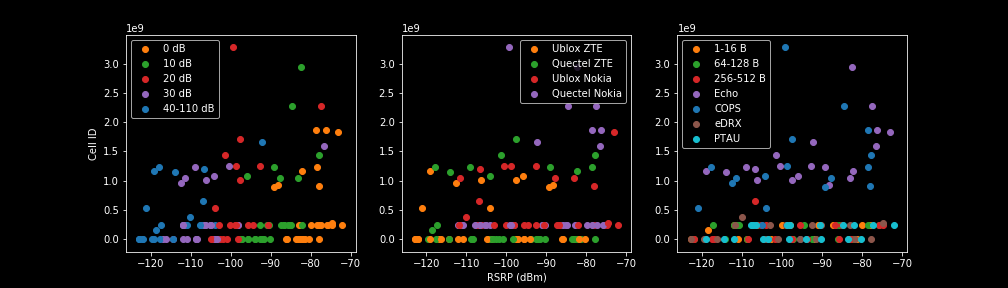 1e9
3.0
2.5
2.0
1.5
1.0
0.5
0.0
Cell ID
−120
−110
−100
−90
−80
−70
0 dB
10 dB
20 dB
30 dB
40-110 dB
1e9
3.0
2.5
2.0
1.5
1.0
0.5
0.0
−120
−110
−100
−90
−80
−70
RSRP (dBm)
Ublox ZTE
Quectel ZTE
Ublox Nokia
Quectel Nokia
1e9
3.0
2.5
2.0
1.5
1.0
0.5
0.0
−120
−110
−100
−90
−80
−70
1-16 B
64-128 B
256-512 B
Echo
COPS
eDRX
PTAU